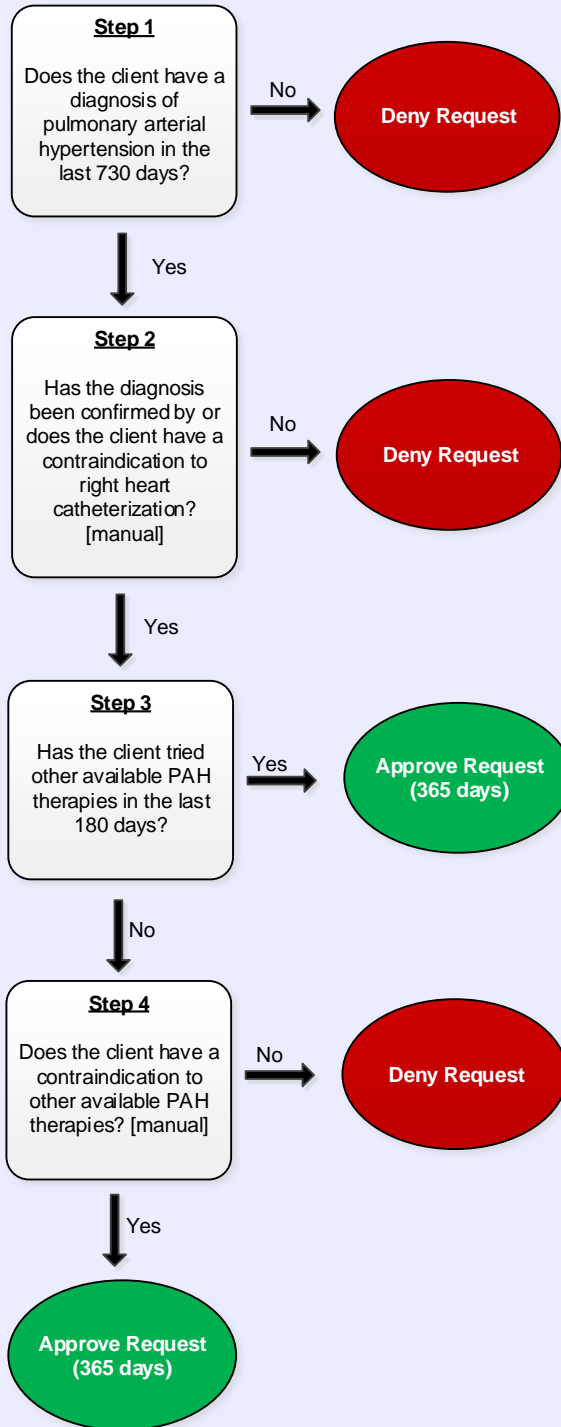 Step 1
Does the client have a
diagnosis of
pulmonary arterial
hypertension in the
last 730 days?
No
Deny Request
Yes
Step 2
Has the diagnosis
been confirmed by or
does the client have a
contraindication to
right heart
catheterization?
[manual]
No
Deny Request
Yes
Step 3
Has the client tried
other available PAH
therapies in the last
180 days?
Yes
Approve Request
(365 days)
No
Step 4
Does the client have a
contraindication to
other available PAH
therapies? [manual]
No
Deny Request
Yes
Approve Request
(365 days)